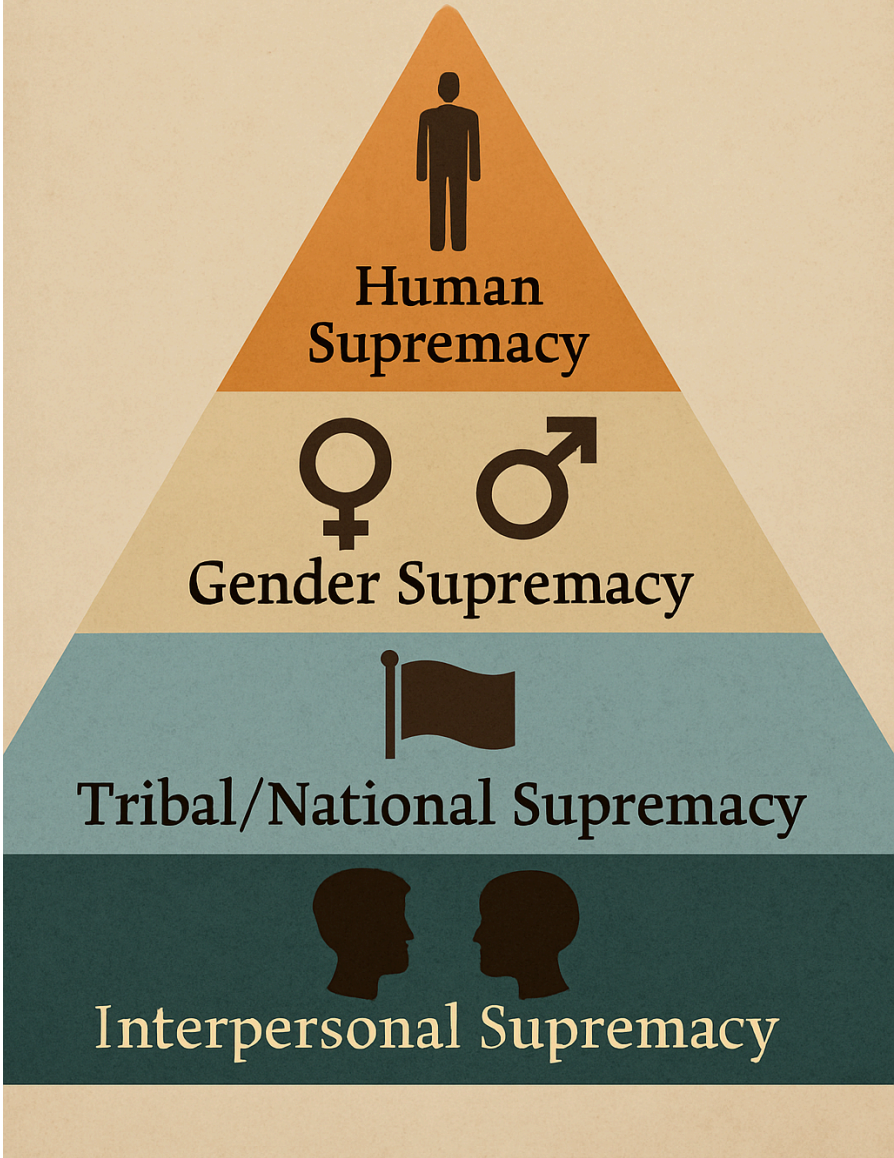 Human
Supremacy
Gender Supremacy
Tribal/National Supremacy
Interpersonal Supremacy